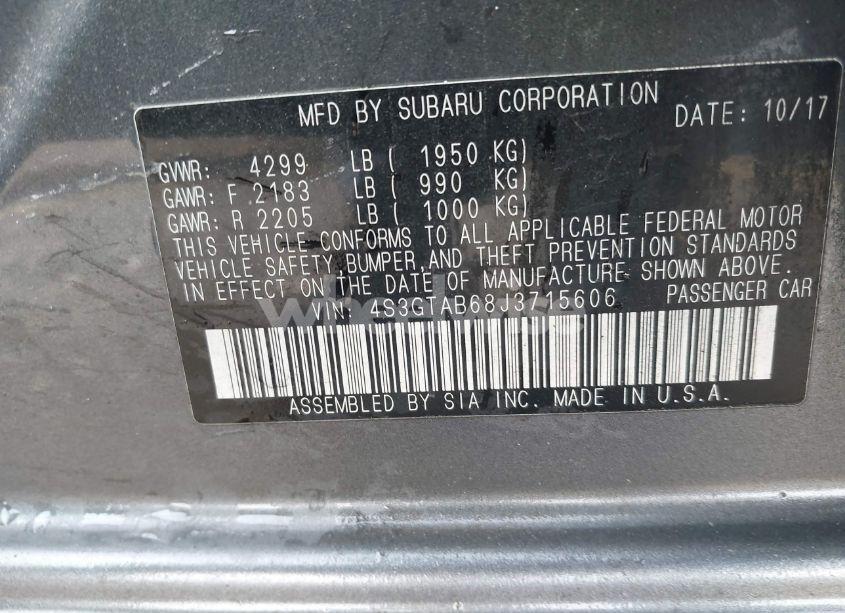 MFD BY SUBARU CORPORATION DATE: 10/17
GVWR: 4299 LB ( 1950 KG)
GAWR: F 2183 LB ( 990 KG)
GAWR: R 2205 LB ( 1000 KG)
THIS VEHICLE CONFORMS TO ALL APPLICABLE FEDERAL MOTOR
VEHICLE SAFETY,BUMPER,AND THEFT PREVENTION STANDARDS
IN EFFECT ON THE DATE OF MANUFACTURE SHOWN ABOVE.
VIN: 4S3GTAB68J3715606 PASSENGER CAR
ASSEMBLED BY SIA INC. MADE IN U.S.A.